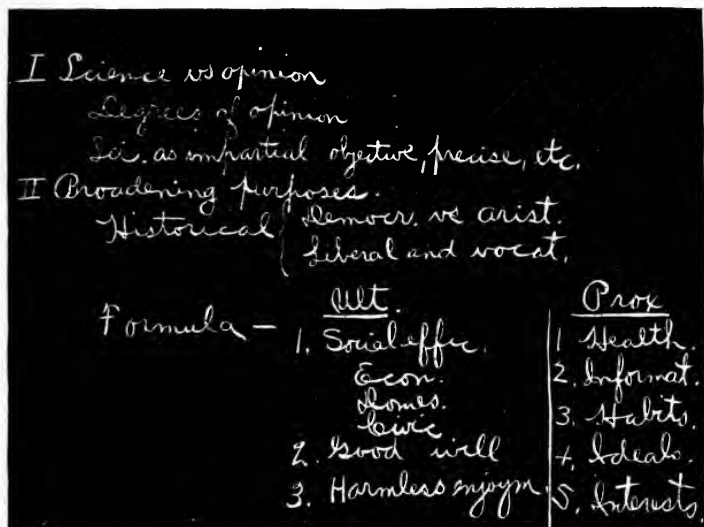 I Science vs opinion
Degrees of opinion
Sci. as impartial objective, precise, etc.
II Broadening purposes.
Historical { Democr. vs arist.
Liberal and vocat.
Formula — Ult.
1. Social effic.
Econ.
Domes.
Civic
2. Good will
3. Harmless enjoym.
Prox
1 Health.
2. Informat.
3. Habits.
4. Ideals.
5. Interests